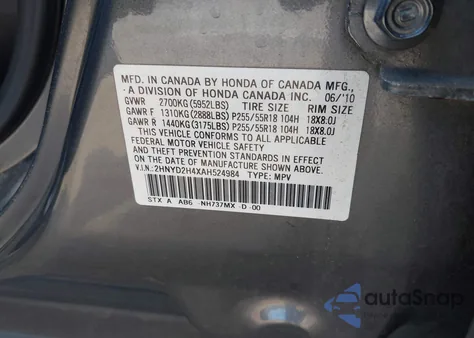 MFD. IN CANADA BY HONDA OF CANADA MFG.,
A DIVISION OF HONDA CANADA INC. 06/'10
GVWR 2700KG(5952LBS) TIRE SIZE RIM SIZE
GAWR F 1310KG(2888LBS) P255/55R18 104H 18X8.0J
GAWR R 1440KG(3175LBS) P255/55R18 104H 18X8.0J
THIS VEHICLE CONFORMS TO ALL APPLICABLE
FEDERAL MOTOR VEHICLE SAFETY
AND THEFT PREVENTION STANDARDS IN EFFECT
ON THE DATE OF MANUFACTURE SHOWN ABOVE.
V.I.N.:2HNYD2H4XAH524984 TYPE: MPV
STX A AB6 -NH737MX -D -00
autoSnap